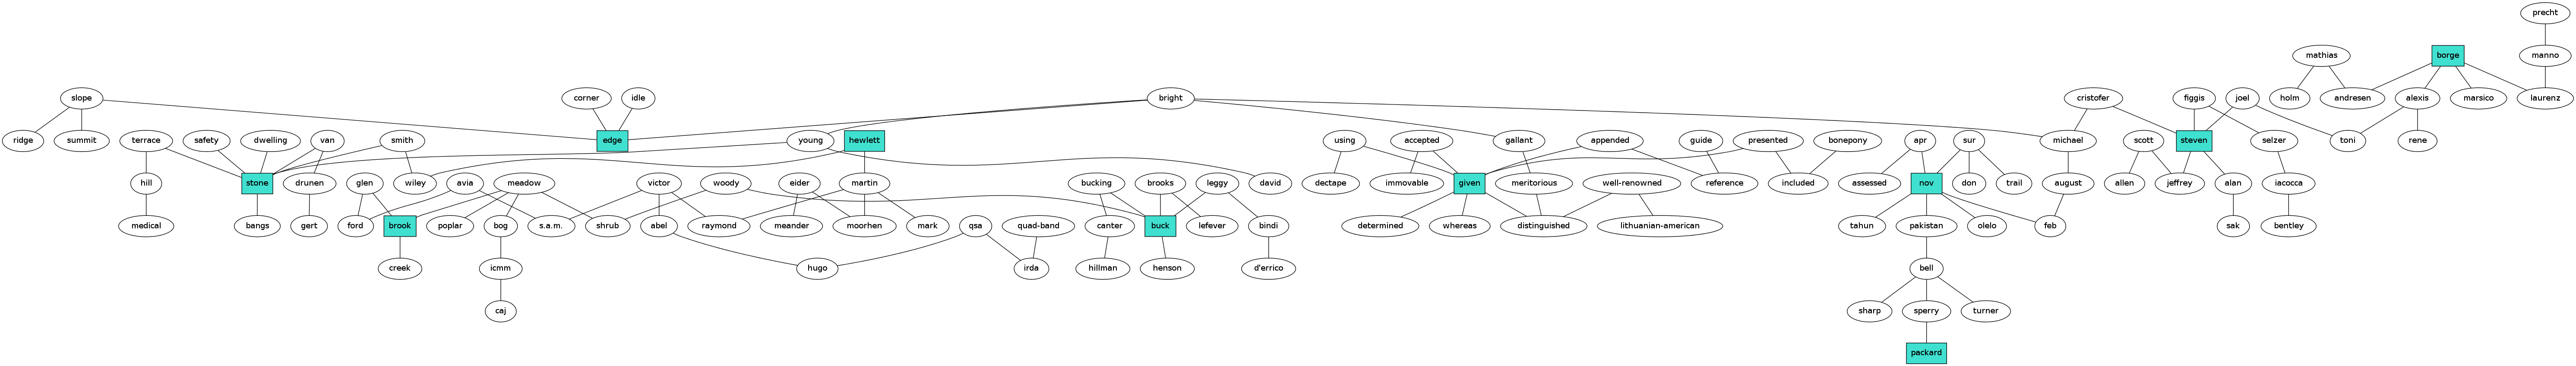 precht
mathias borge manno
slope corner idle bright cristofer figgis joel holm andresen alexis marsico laurenz
ridge summit terrace safety dwelling van smith edge young hewlett using accepted gallant appended guide presented bonepony apr sur michael scott steven selzer toni rene
hill stone drunen glen wiley avia meadow victor woody eider martin bucking brooks leggy david dectape immovable given meritorious well-renowned reference included assessed nov don trail august allen jeffrey alan iacocca
medical bangs gert ford brook poplar bog s.a.m. shrub abel raymond meander moorhen mark qsa quad-band canter buck lefever bindi determined whereas distinguished lithuanian-american tahun pakistan olelo feb sak bentley
creek icmm hugo irda hillman henson d'errico bell
caj sharp sperry turner
packard